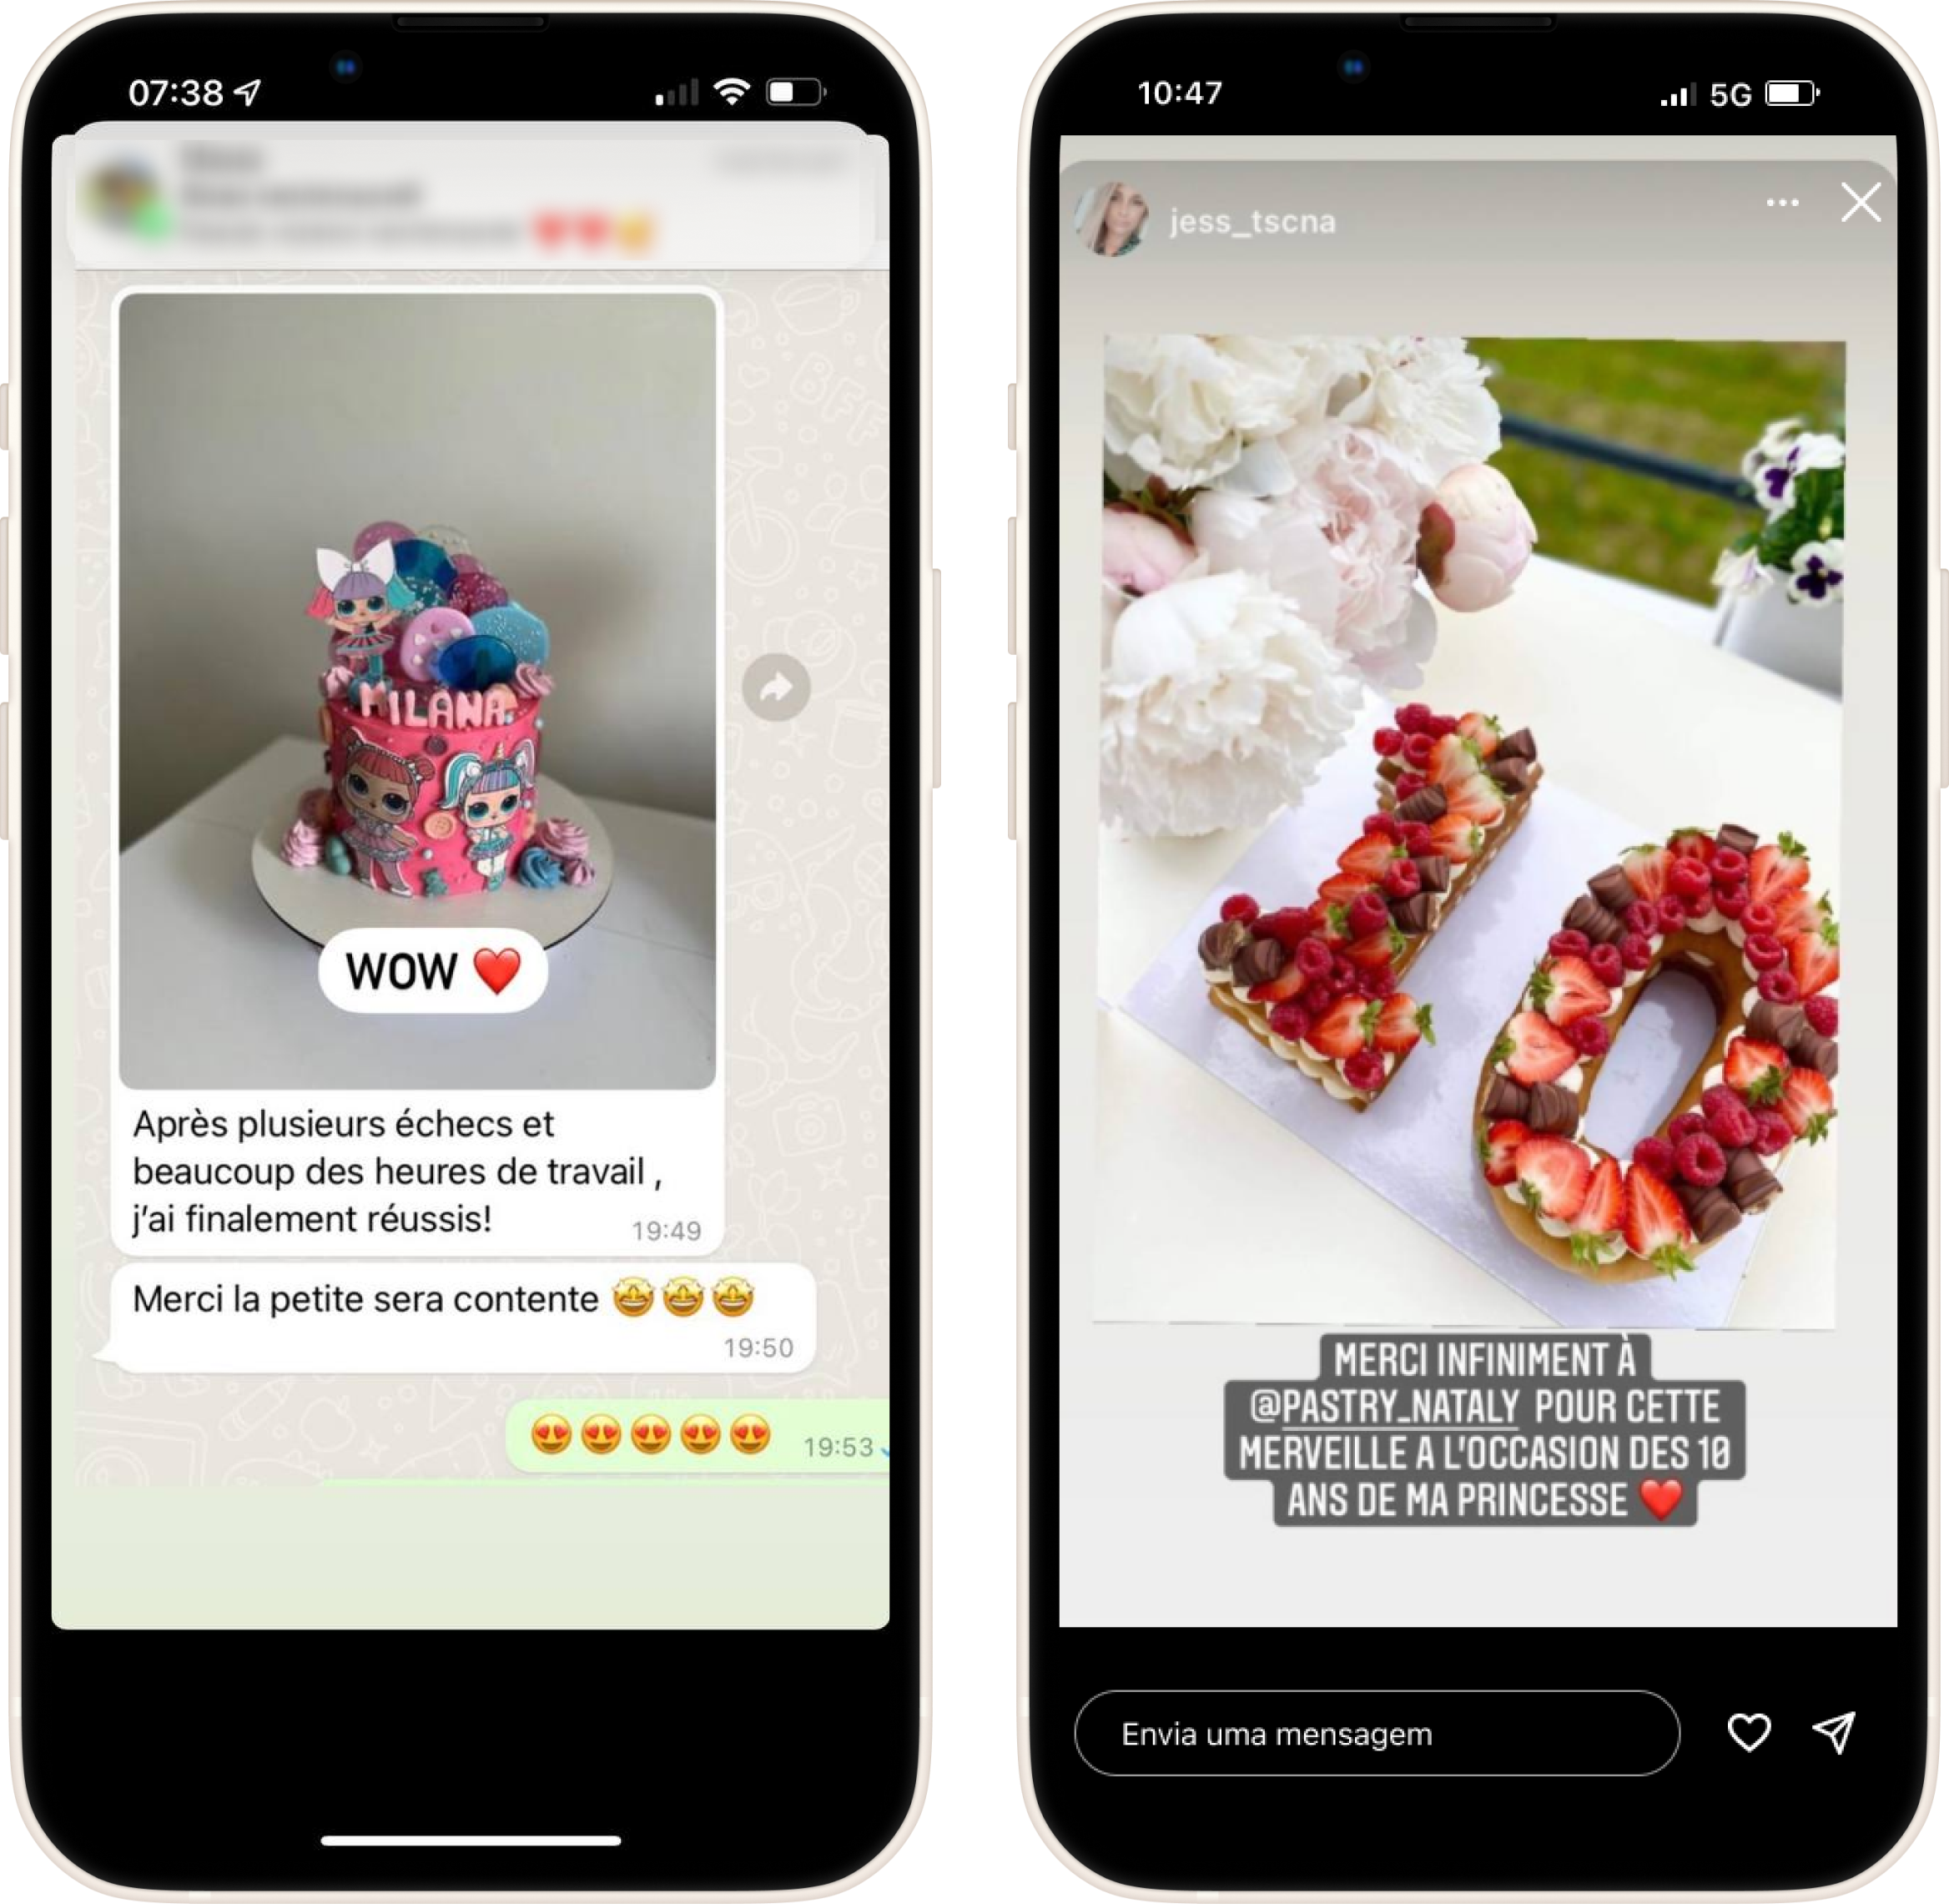 07:38
MILANA
WOW ❤️
Après plusieurs échecs et
beaucoup des heures de travail ,
j'ai finalement réussis!
19:49
Merci la petite sera contente 🤩🤩🤩
19:50
😍😍😍😍😍 19:53
10:47
5G
jess_tscna
MERCI INFINIMENT À
@PASTRY_NATALY POUR CETTE
MERVEILLE A L'OCCASION DES 10
ANS DE MA PRINCESSE ❤️
Envia uma mensagem